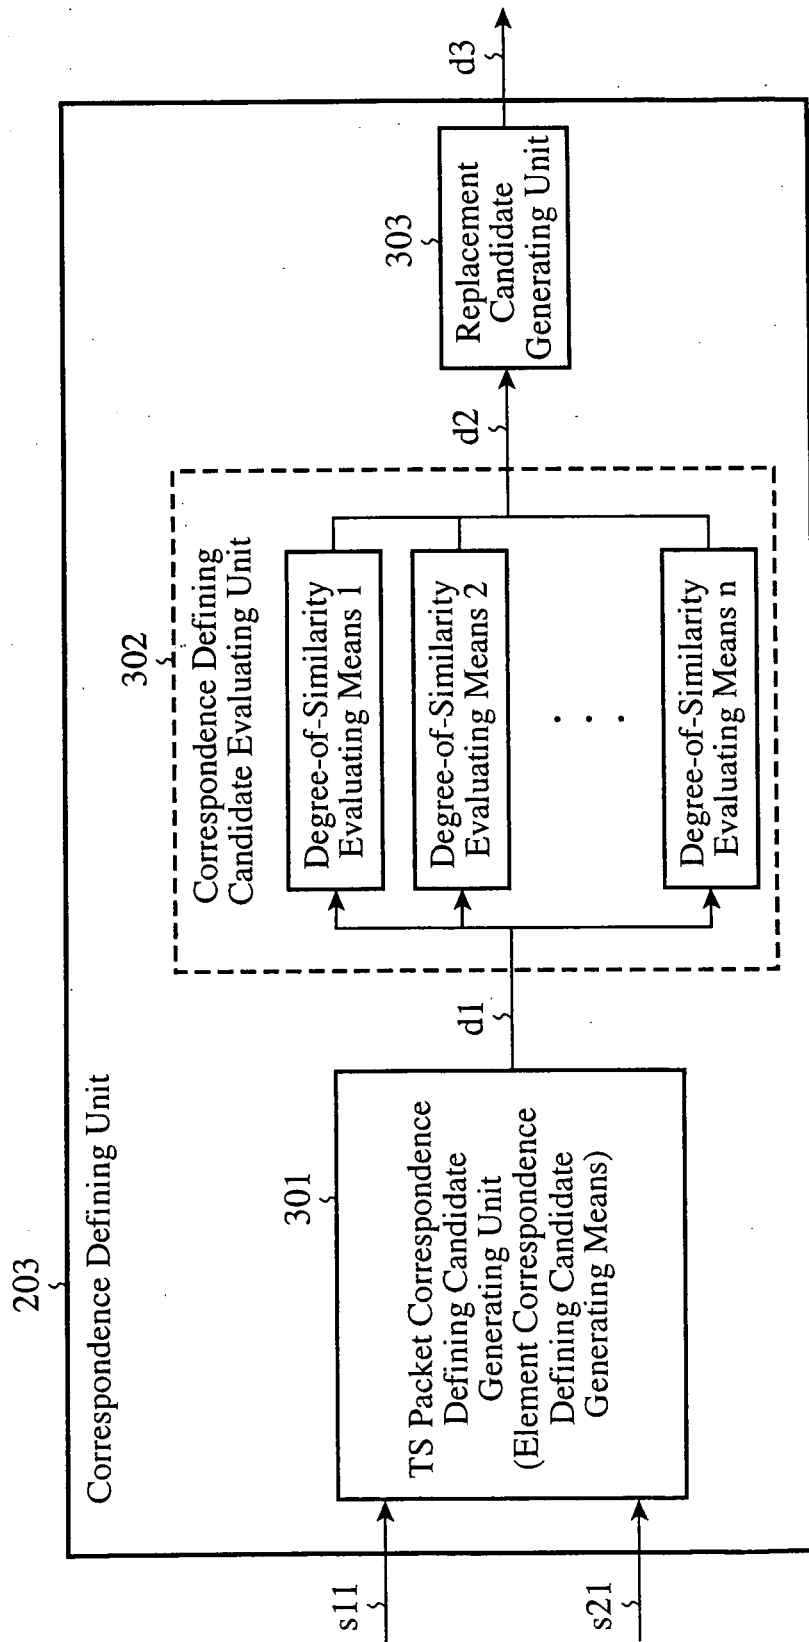 203
Correspondence Defining Unit
s11
s21
301
TS Packet Correspondence
Defining Candidate
Generating Unit
(Element Correspondence
Defining Candidate
Generating Means)
d1
302
Correspondence Defining
Candidate Evaluating Unit
Degree-of-Similarity
Evaluating Means 1
Degree-of-Similarity
Evaluating Means 2
. . .
Degree-of-Similarity
Evaluating Means n
d2
303
Replacement
Candidate
Generating Unit
d3